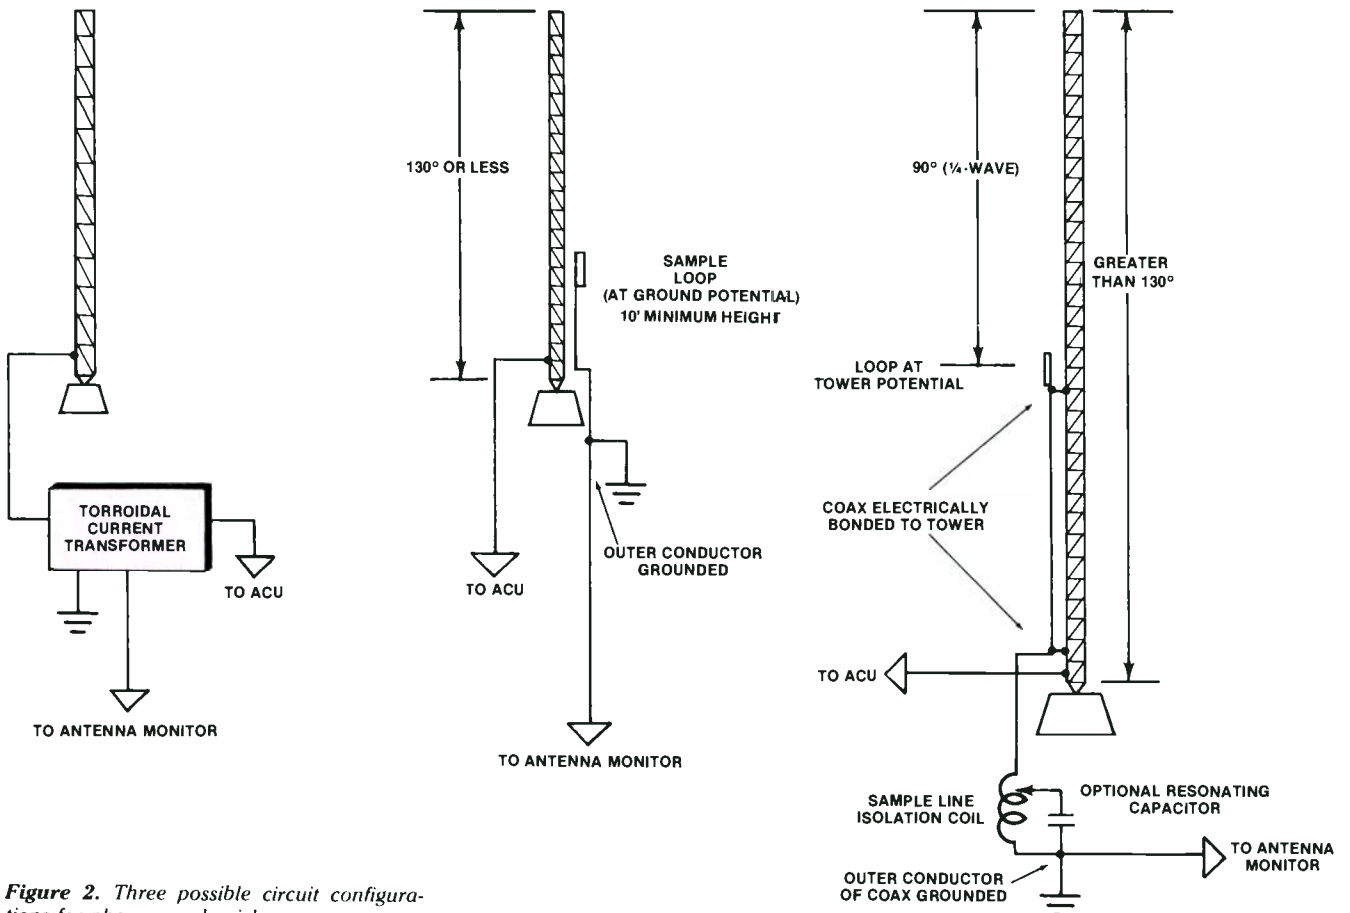 TORROIDAL
CURRENT
TRANSFORMER
TO ACU
TO ANTENNA MONITOR
130° OR LESS
SAMPLE
LOOP
(AT GROUND POTENTIAL)
10' MINIMUM HEIGHT
OUTER CONDUCTOR
GROUNDED
TO ACU
TO ANTENNA MONITOR
90° (¼-WAVE)
GREATER
THAN 130°
LOOP AT
TOWER POTENTIAL
COAX ELECTRICALLY
BONDED TO TOWER
TO ACU
SAMPLE LINE
ISOLATION COIL
OPTIONAL RESONATING
CAPACITOR
TO ANTENNA
MONITOR
OUTER CONDUCTOR
OF COAX GROUNDED
Figure 2. Three possible circuit configura-